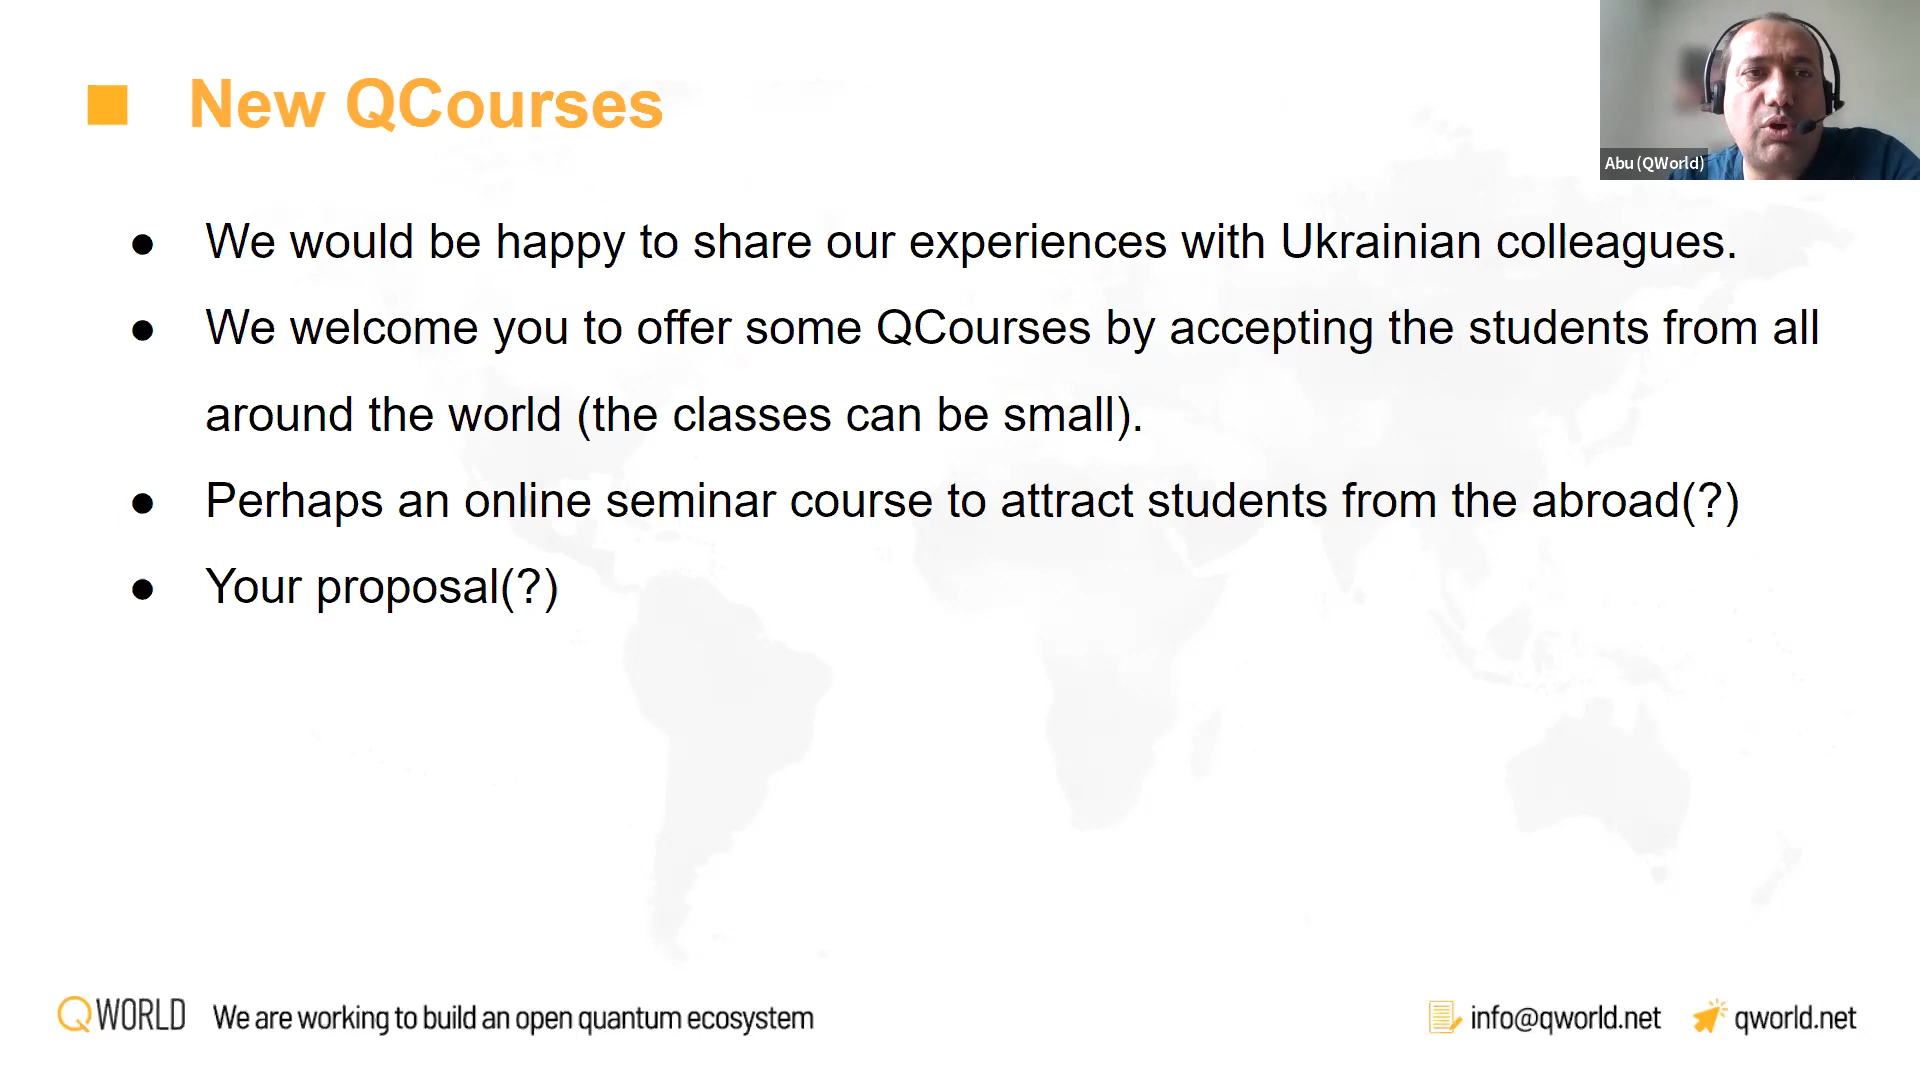 New QCourses
Abu (QWorld)
● We would be happy to share our experiences with Ukrainian colleagues.
● We welcome you to offer some QCourses by accepting the students from all
around the world (the classes can be small).
● Perhaps an online seminar course to attract students from the abroad(?)
● Your proposal(?)
QWORLD We are working to build an open quantum ecosystem info@qworld.net qworld.net